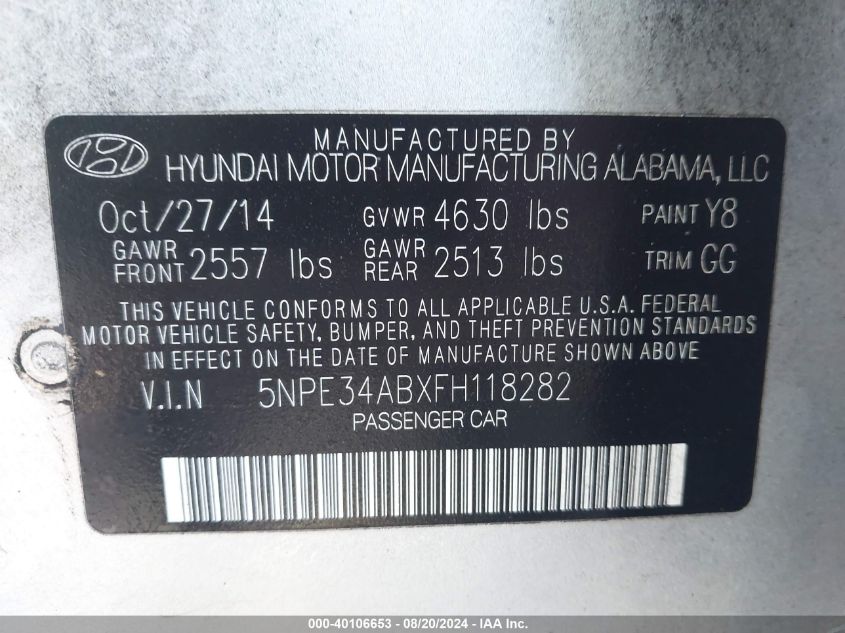 MANUFACTURED BY
HYUNDAI MOTOR MANUFACTURING ALABAMA, LLC
Oct/27/14 GVWR 4630 lbs PAINT Y8
GAWR FRONT 2557 lbs GAWR REAR 2513 lbs TRIM GG
THIS VEHICLE CONFORMS TO ALL APPLICABLE U.S.A. FEDERAL
MOTOR VEHICLE SAFETY, BUMPER, AND THEFT PREVENTION STANDARDS
IN EFFECT ON THE DATE OF MANUFACTURE SHOWN ABOVE
V.I.N 5NPE34ABXFH118282
PASSENGER CAR
000-40106653 - 08/20/2024 - IAA Inc.